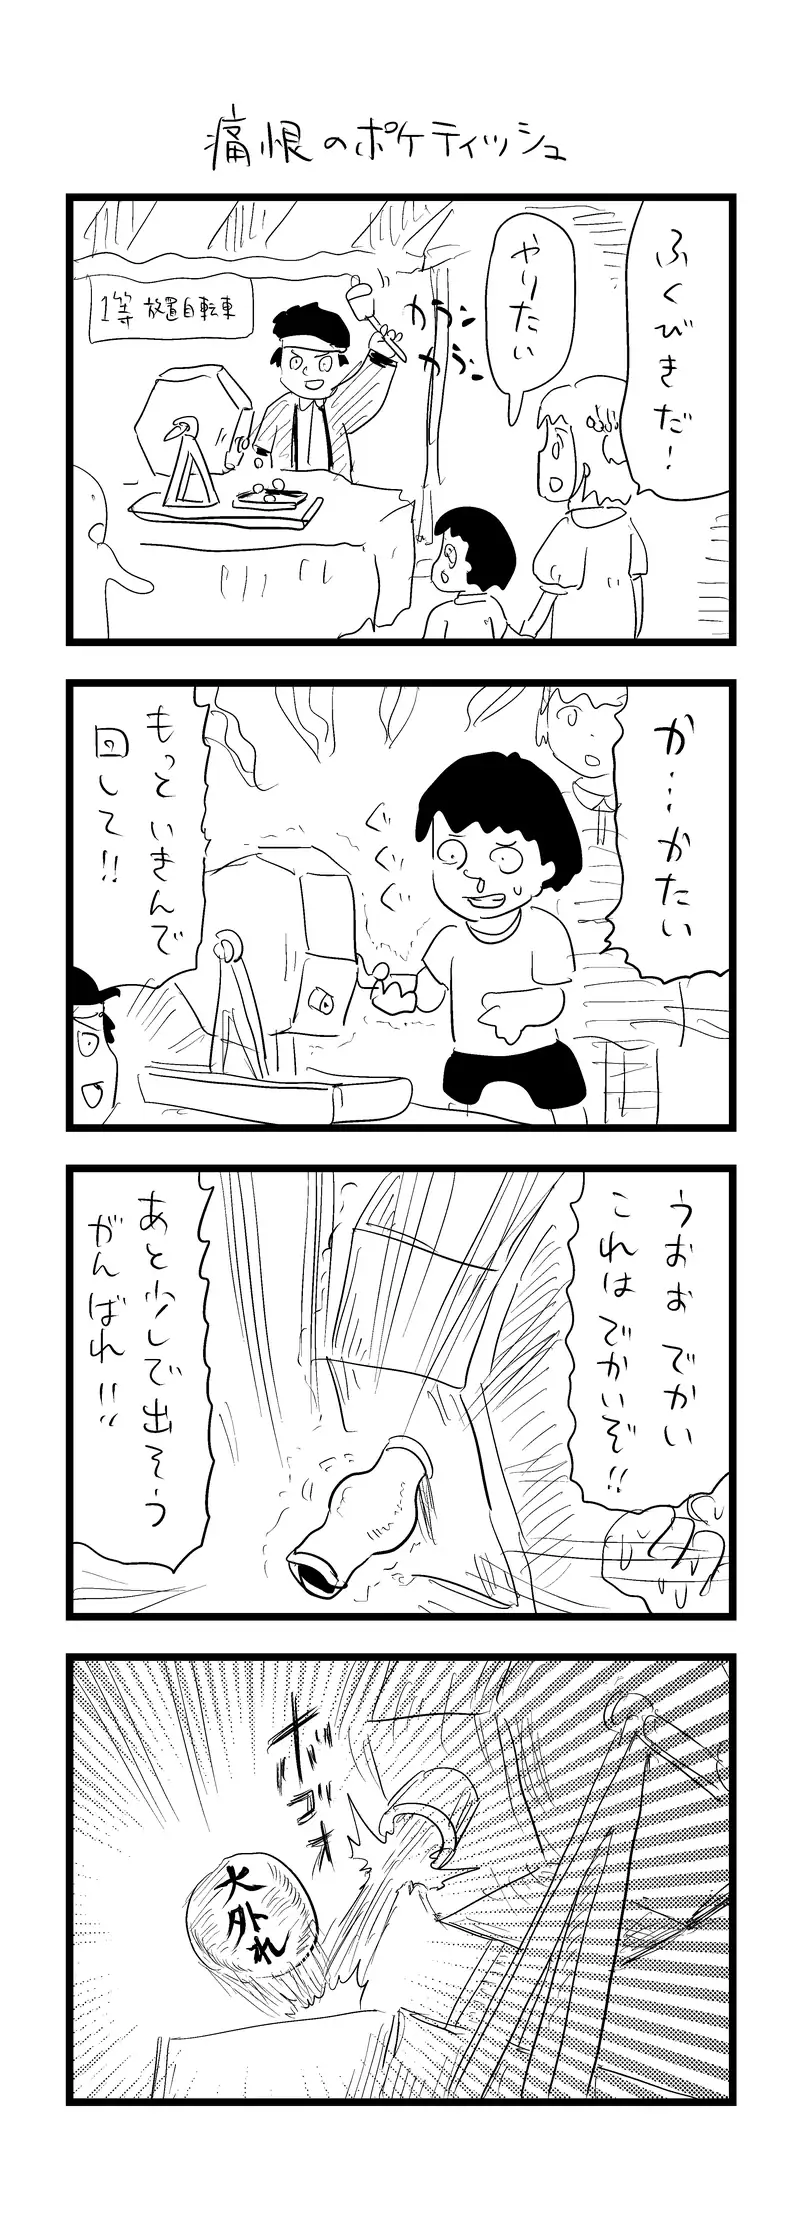 痛恨のポケティッシュ
ふくびきだ！
やりたい
カラン
カラン
1等 放置自転車
か…かたい
ぐぐぐ
もっといきんで
回して!!
うおお でかい
これは でかいぞ!!
あと少しで出そう
がんばれ!!
大外れ